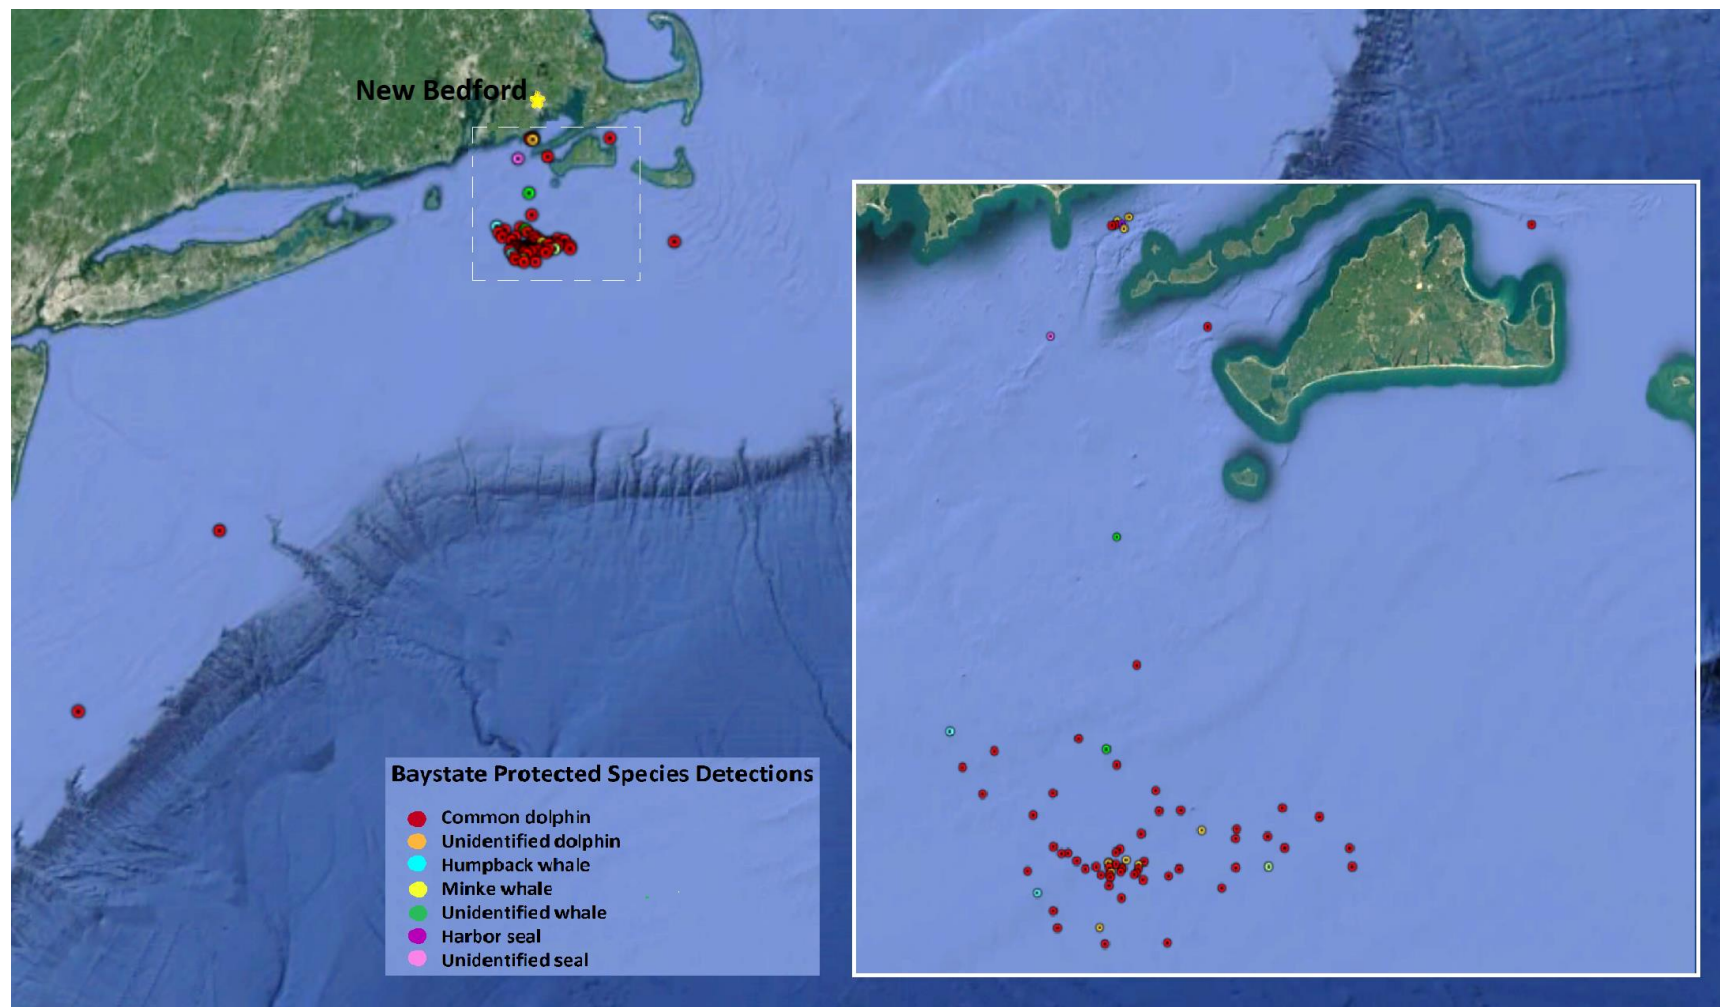 New Bedford
Baystate Protected Species Detections
Common dolphin
Unidentified dolphin
Humpback whale
Minke whale
Unidentified whale
Harbor seal
Unidentified seal